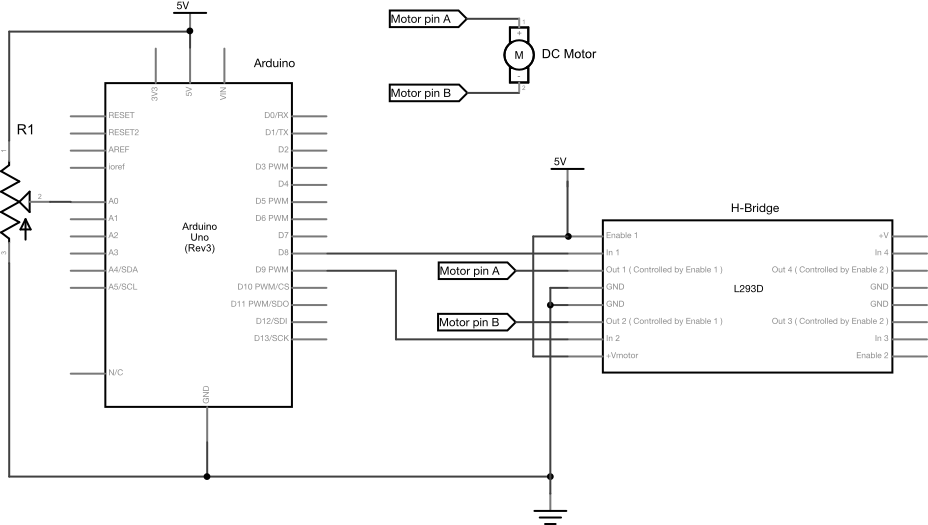 5V
Motor pin A
1
+
M
DC Motor
-
2
Motor pin B
Arduino
3V3
5V
VIN
R1
1
2
3
RESET
RESET2
AREF
ioref
A0
A1
A2
A3
A4/SDA
A5/SCL
N/C
Arduino
Uno
(Rev3)
D0/RX
D1/TX
D2
D3 PWM
D4
D5 PWM
D6 PWM
D7
D8
D9 PWM
D10 PWM/CS
D11 PWM/SDO
D12/SDI
D13/SCK
GND
5V
H-Bridge
Motor pin A
Motor pin B
Enable 1
In 1
Out 1 ( Controlled by Enable 1 )
GND
GND
Out 2 ( Controlled by Enable 1 )
In 2
+Vmotor
L293D
+V
In 4
Out 4 ( Controlled by Enable 2 )
GND
GND
Out 3 ( Controlled by Enable 2 )
In 3
Enable 2